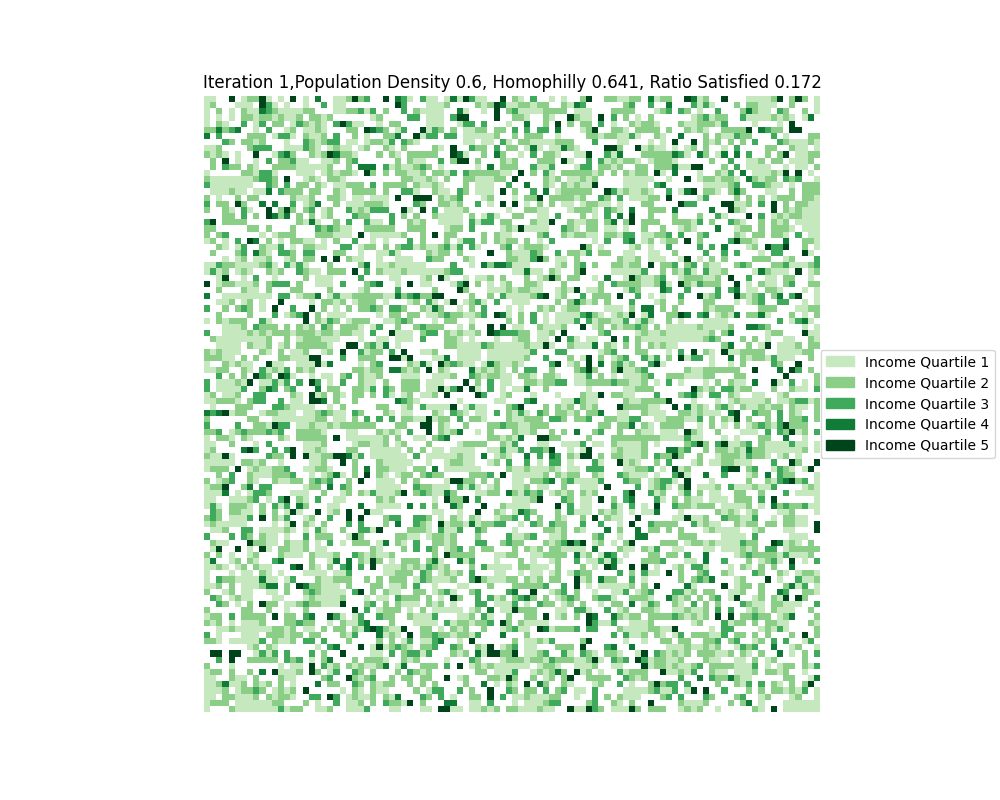 Iteration 1,Population Density 0.6, Homophilly 0.641, Ratio Satisfied 0.172
Income Quartile 1
Income Quartile 2
Income Quartile 3
Income Quartile 4
Income Quartile 5